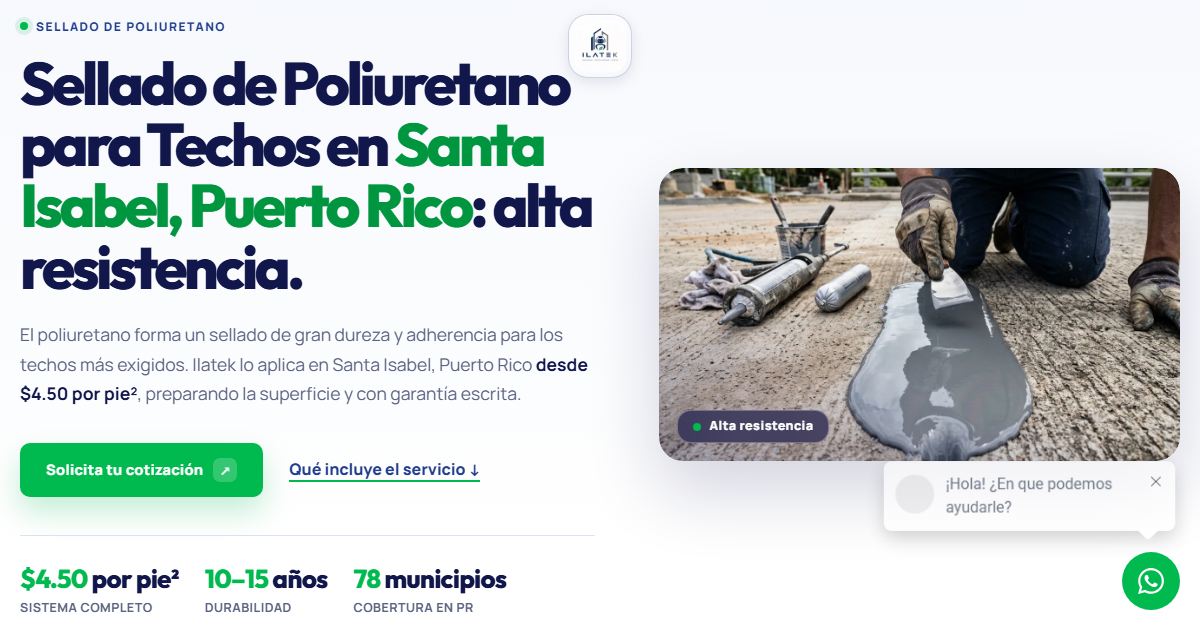 SELLADO DE POLIURETANO
ILATEK
Sellado de Poliuretano
para Techos en Santa
Isabel, Puerto Rico: alta
resistencia.
El poliuretano forma un sellado de gran dureza y adherencia para los
techos más exigidos. Ilatek lo aplica en Santa Isabel, Puerto Rico desde
$4.50 por pie², preparando la superficie y con garantía escrita.
Solicita tu cotización ↗
Qué incluye el servicio ↓
Alta resistencia
¡Hola! ¿En que podemos
ayudarle?
$4.50 por pie²
SISTEMA COMPLETO
10–15 años
DURABILIDAD
78 municipios
COBERTURA EN PR